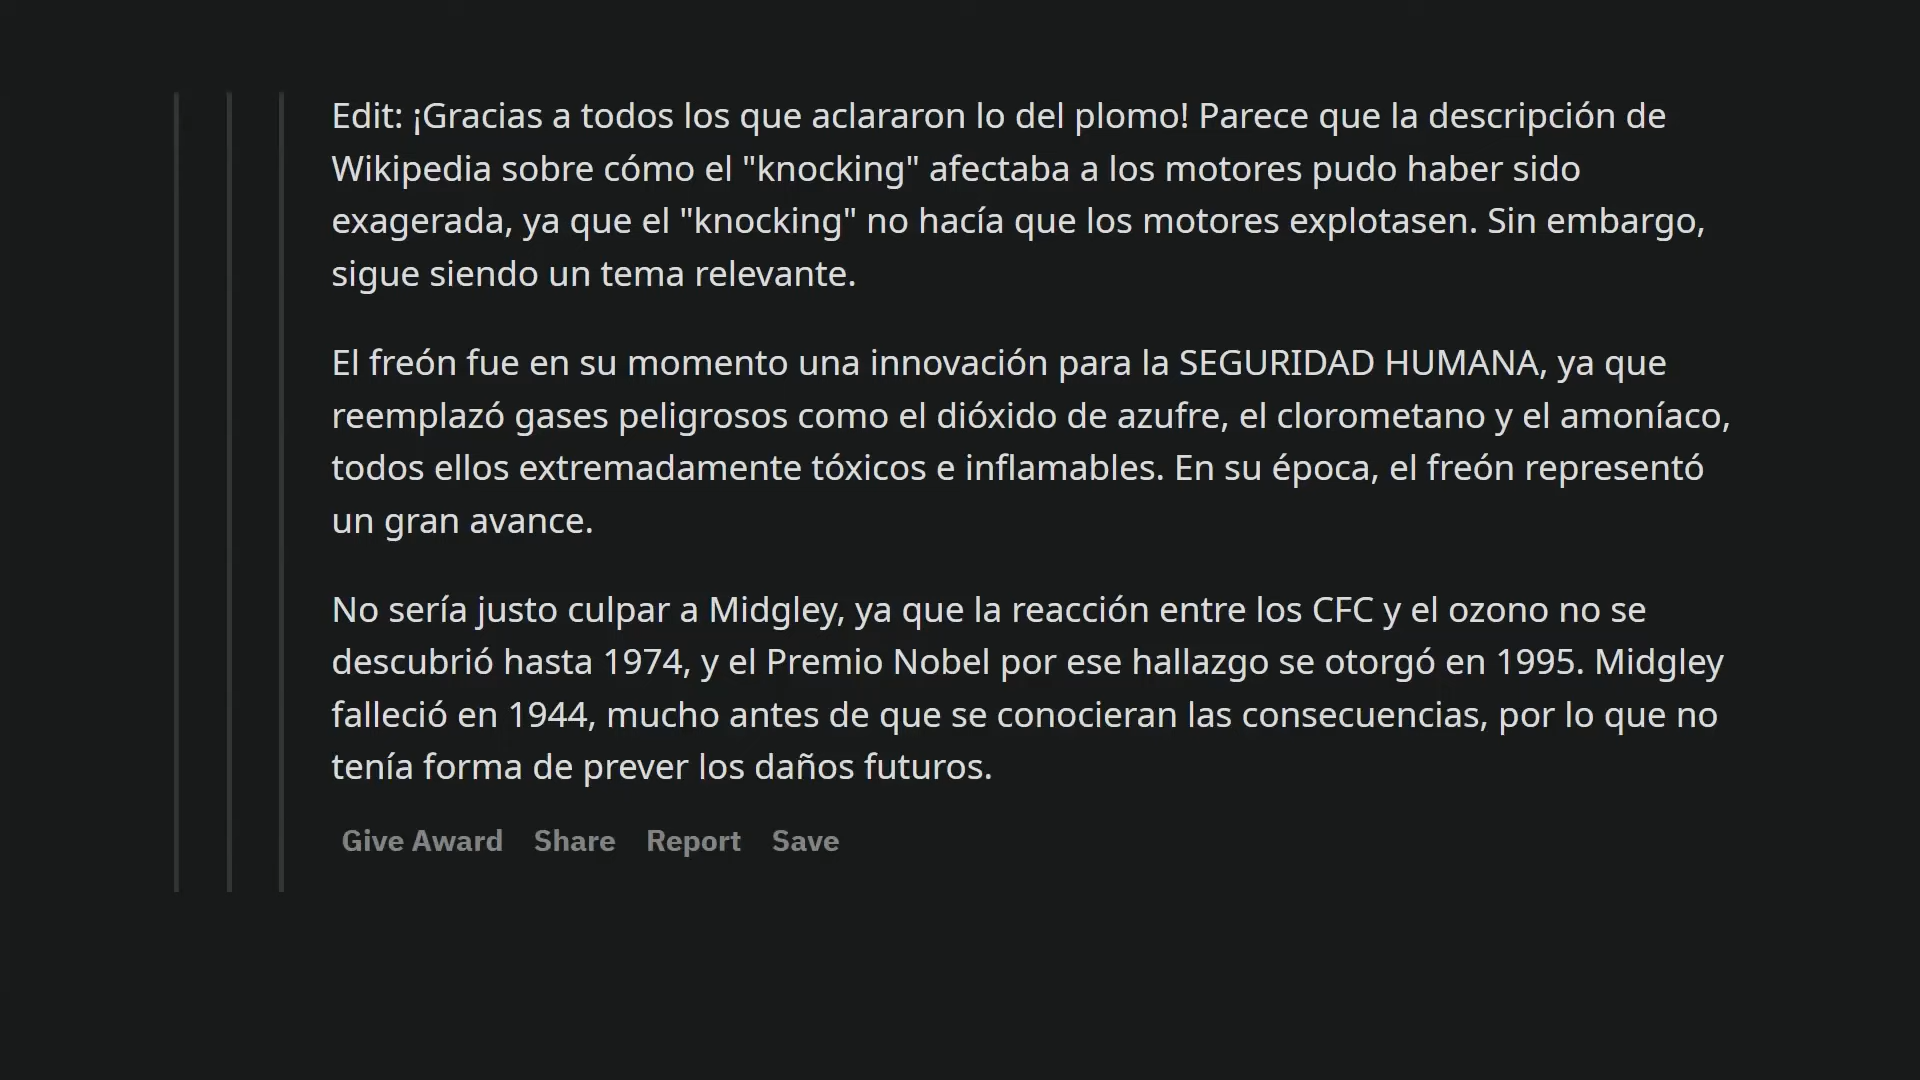 Edit: ¡Gracias a todos los que aclararon lo del plomo! Parece que la descripción de
Wikipedia sobre cómo el "knocking" afectaba a los motores pudo haber sido
exagerada, ya que el "knocking" no hacía que los motores explotasen. Sin embargo,
sigue siendo un tema relevante.
El freón fue en su momento una innovación para la SEGURIDAD HUMANA, ya que
reemplazó gases peligrosos como el dióxido de azufre, el clorometano y el amoníaco,
todos ellos extremadamente tóxicos e inflamables. En su época, el freón representó
un gran avance.
No sería justo culpar a Midgley, ya que la reacción entre los CFC y el ozono no se
descubrió hasta 1974, y el Premio Nobel por ese hallazgo se otorgó en 1995. Midgley
falleció en 1944, mucho antes de que se conocieran las consecuencias, por lo que no
tenía forma de prever los daños futuros.
Give Award Share Report Save